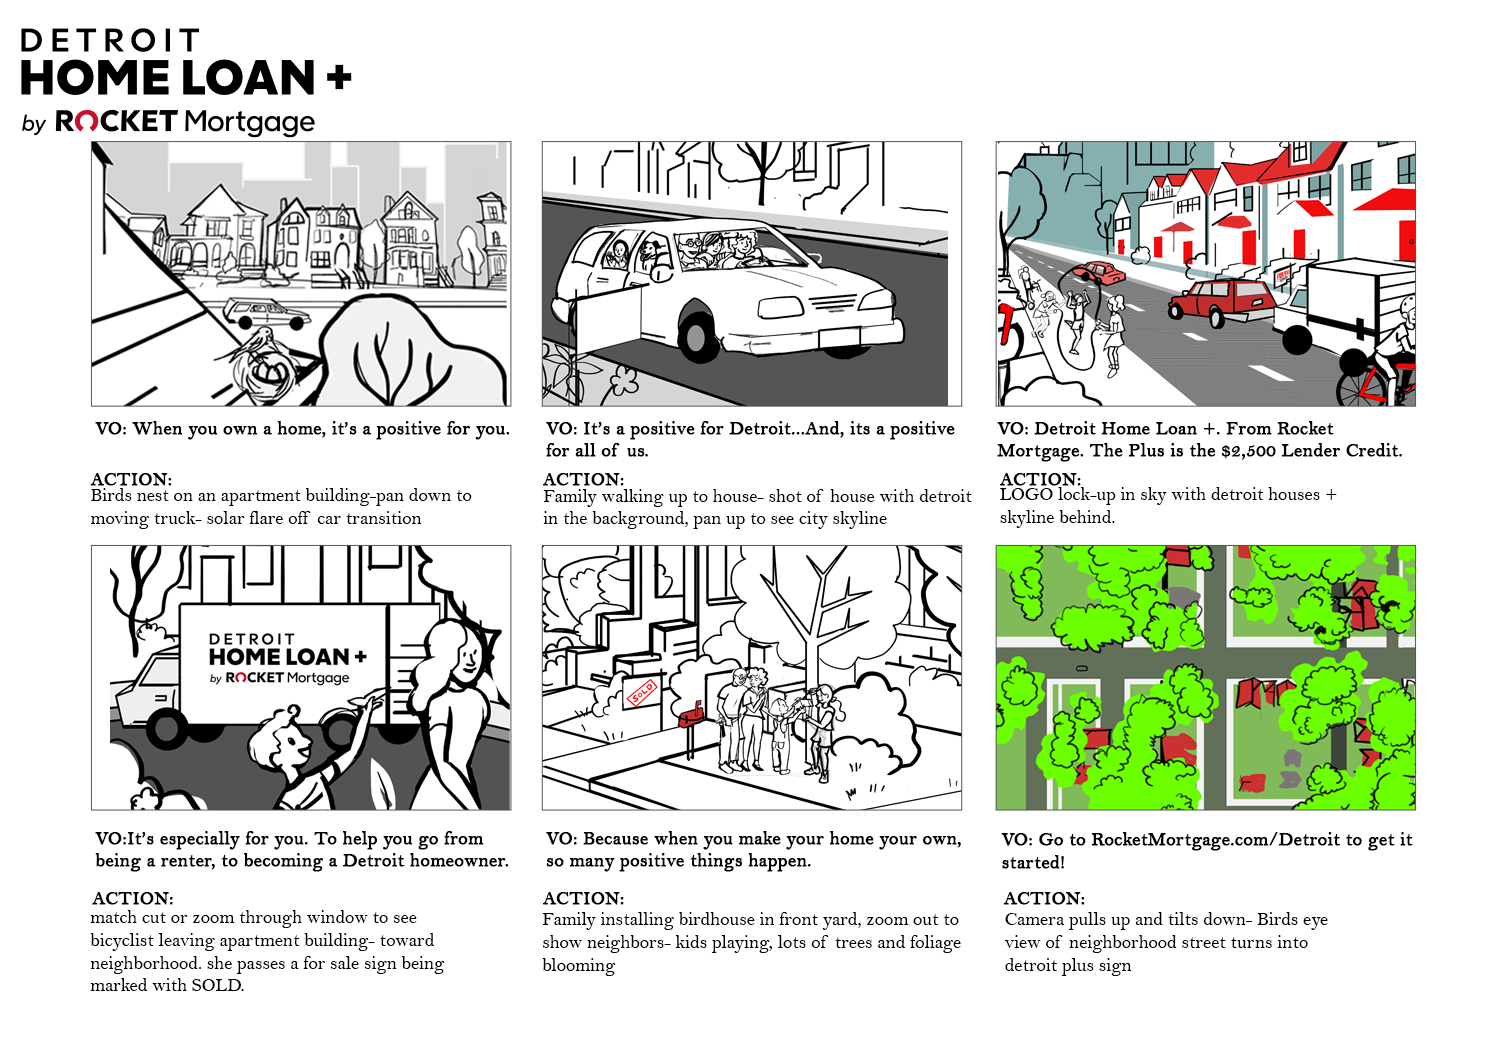 DETROIT
HOME LOAN +
by ROCKET Mortgage
VO: When you own a home, it's a positive for you.
ACTION:
Birds nest on an apartment building-pan down to
moving truck- solar flare off car transition
VO: It's a positive for Detroit...And, its a positive
for all of us.
ACTION:
Family walking up to house- shot of house with detroit
in the background, pan up to see city skyline
VO: Detroit Home Loan +. From Rocket
Mortgage. The Plus is the $2,500 Lender Credit.
ACTION:
LOGO lock-up in sky with detroit houses +
skyline behind.
DETROIT
HOME LOAN +
by ROCKET Mortgage
VO:It's especially for you. To help you go from
being a renter, to becoming a Detroit homeowner.
ACTION:
match cut or zoom through window to see
bicyclist leaving apartment building- toward
neighborhood. she passes a for sale sign being
marked with SOLD.
SOLD
VO: Because when you make your home your own,
so many positive things happen.
ACTION:
Family installing birdhouse in front yard, zoom out to
show neighbors- kids playing, lots of trees and foliage
blooming
VO: Go to RocketMortgage.com/Detroit to get it
started!
ACTION:
Camera pulls up and tilts down- Birds eye
view of neighborhood street turns into
detroit plus sign